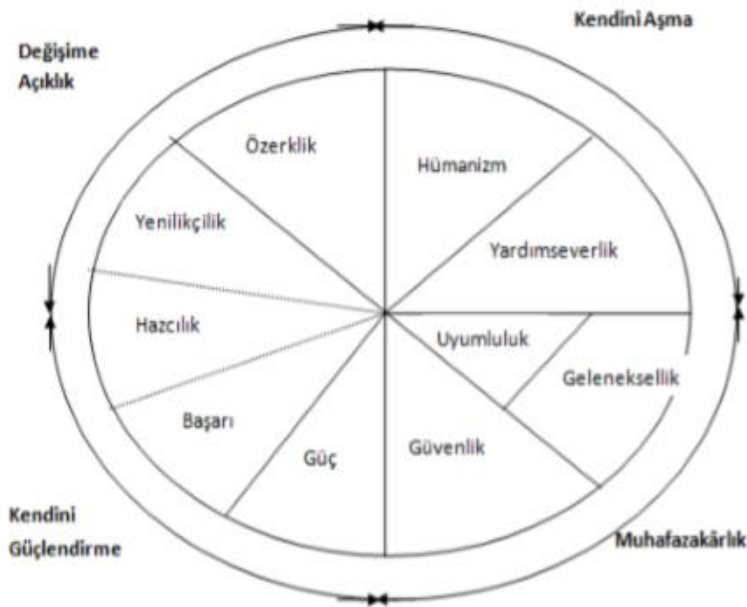 Kendini Aşma
Değişime
Açıklık
Özerklik
Hümanizm
Yenilikçilik
Yardımseverlik
Hazcılık
Uyumluluk
Geleneksellik
Başarı
Güç
Güvenlik
Kendini
Güçlendirme
Muhafazakârlık